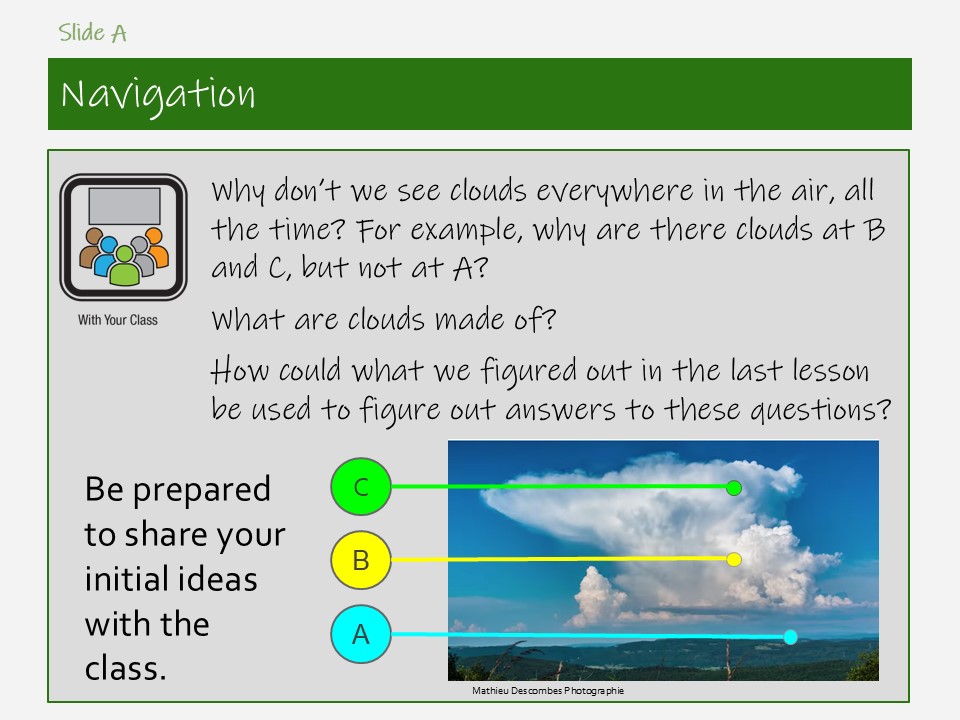 Slide A
Navigation
Why don't we see clouds everywhere in the air, all
the time? For example, why are there clouds at B
and C, but not at A?
With Your Class
What are clouds made of?
How could what we figured out in the last lesson
be used to figure out answers to these questions?
Be prepared
to share your
initial ideas
with the
class.
C
B
A
Mathieu Descombes Photographie